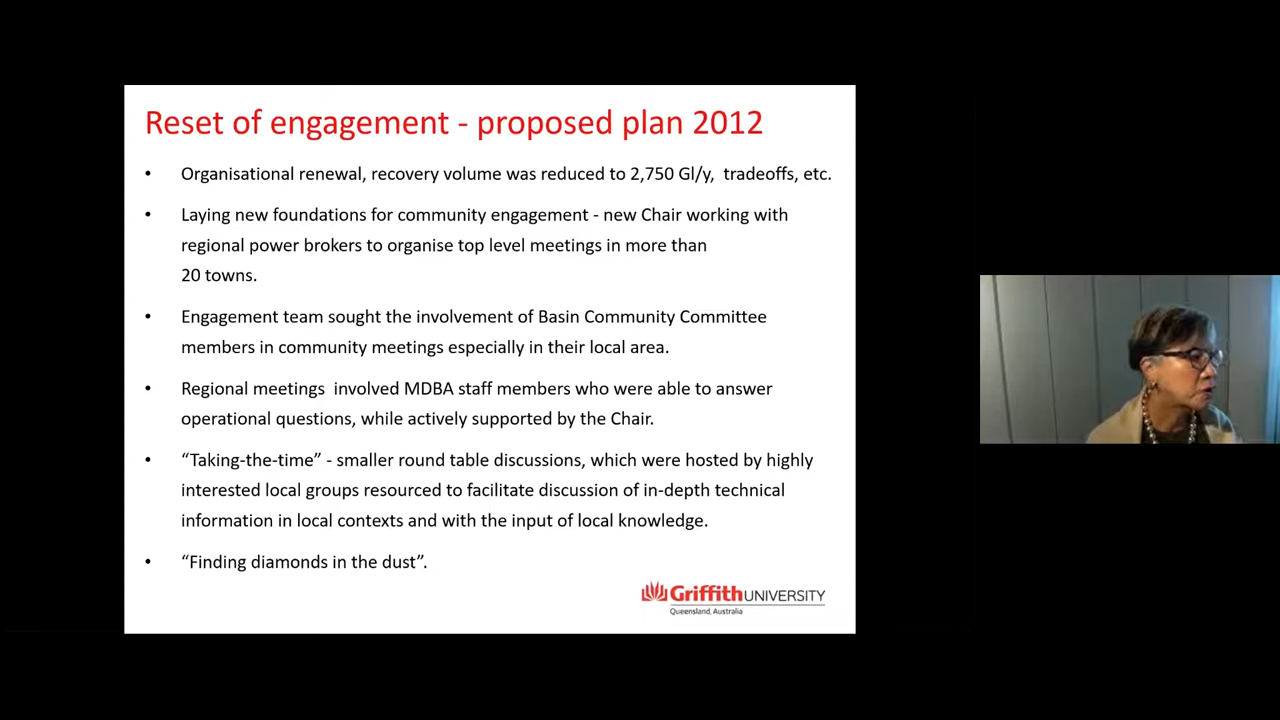 Reset of engagement - proposed plan 2012
• Organisational renewal, recovery volume was reduced to 2,750 Gl/y, tradeoffs, etc.
• Laying new foundations for community engagement - new Chair working with
regional power brokers to organise top level meetings in more than
20 towns.
• Engagement team sought the involvement of Basin Community Committee
members in community meetings especially in their local area.
• Regional meetings involved MDBA staff members who were able to answer
operational questions, while actively supported by the Chair.
• “Taking-the-time” - smaller round table discussions, which were hosted by highly
interested local groups resourced to facilitate discussion of in-depth technical
information in local contexts and with the input of local knowledge.
• “Finding diamonds in the dust”.
Griffith UNIVERSITY
Queensland, Australia